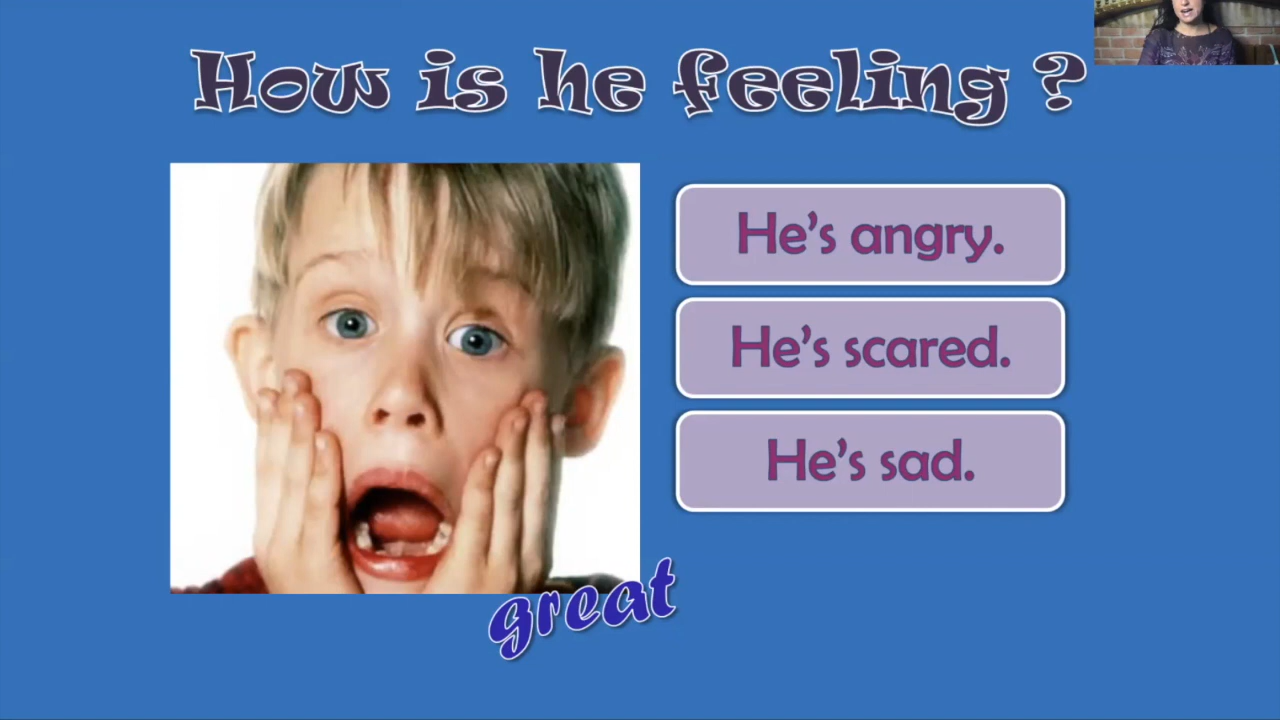 How is he feeling ?
He's angry.
He's scared.
He's sad.
great